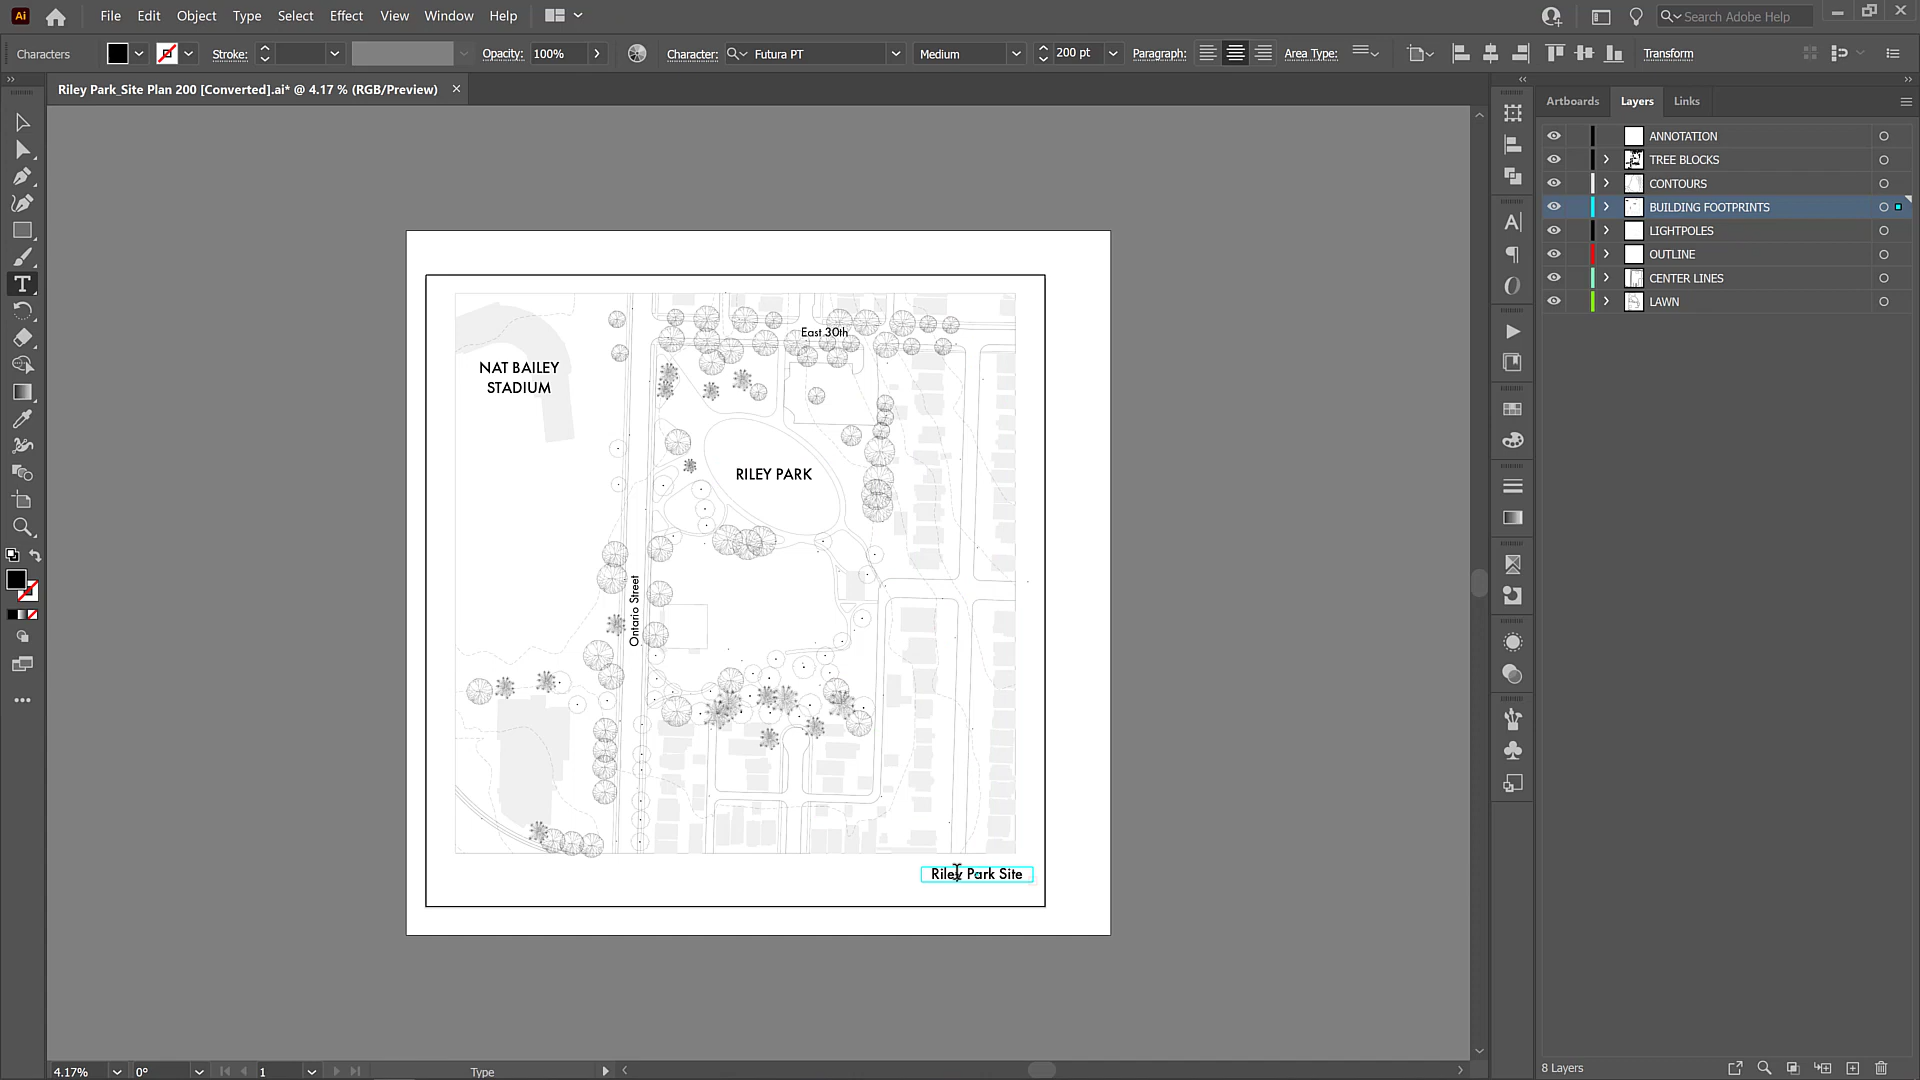 Ai File Edit Object Type Select Effect View Window Help Search Adobe Help
Characters Stroke: Opacity: 100% Character: Futura PT Medium 200 pt Paragraph: Area Type: Transform
Riley Park_Site Plan 200 [Converted].ai* @ 4.17 % (RGB/Preview)
Artboards Layers Links
ANNOTATION
TREE BLOCKS
CONTOURS
BUILDING FOOTPRINTS
LIGHTPOLES
OUTLINE
CENTER LINES
LAWN
East 30th
NAT BAILEY
STADIUM
RILEY PARK
Ontario Street
Riley Park Site
4.17% 0° 1 Type
8 Layers